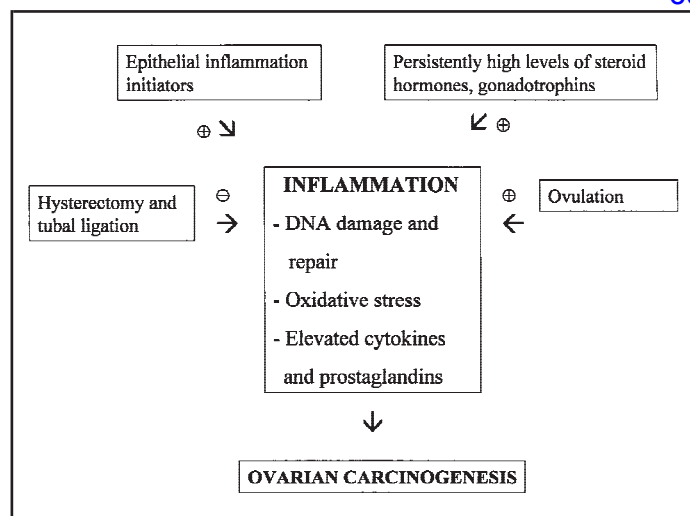 Epithelial inflammation
initiators
Persistently high levels of steroid
hormones, gonadotrophins
⊕
⊕
Hysterectomy and
tubal ligation
⊖
INFLAMMATION
- DNA damage and
repair
- Oxidative stress
- Elevated cytokines
and prostaglandins
⊕
Ovulation
OVARIAN CARCINOGENESIS